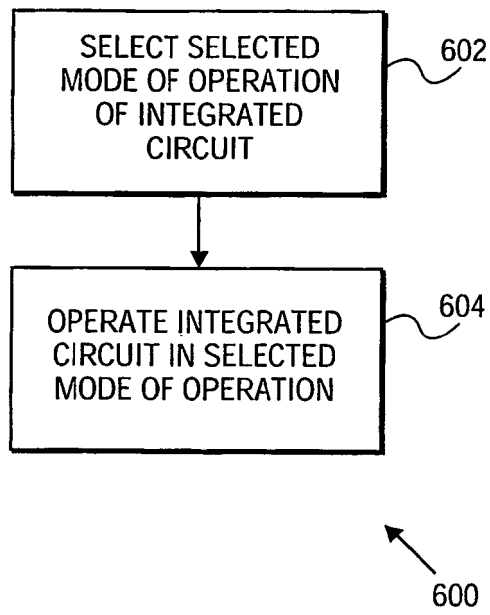 SELECT SELECTED
MODE OF OPERATION
OF INTEGRATED
CIRCUIT
602
OPERATE INTEGRATED
CIRCUIT IN SELECTED
MODE OF OPERATION
604
600